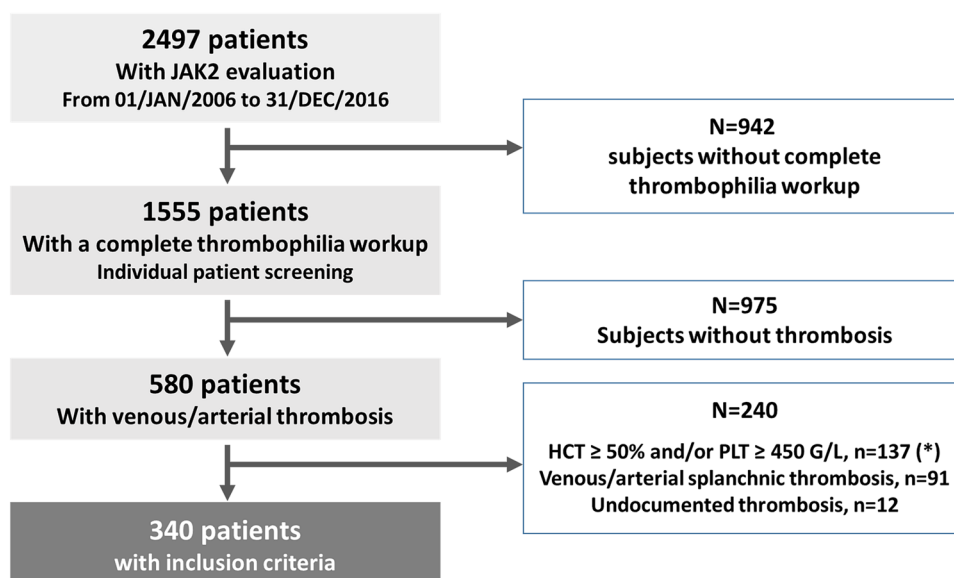 2497 patients
With JAK2 evaluation
From 01/JAN/2006 to 31/DEC/2016
N=942
subjects without complete
thrombophilia workup
1555 patients
With a complete thrombophilia workup
Individual patient screening
N=975
Subjects without thrombosis
580 patients
With venous/arterial thrombosis
N=240
HCT ≥ 50% and/or PLT ≥ 450 G/L, n=137 (*)
Venous/arterial splanchnic thrombosis, n=91
Undocumented thrombosis, n=12
340 patients
with inclusion criteria